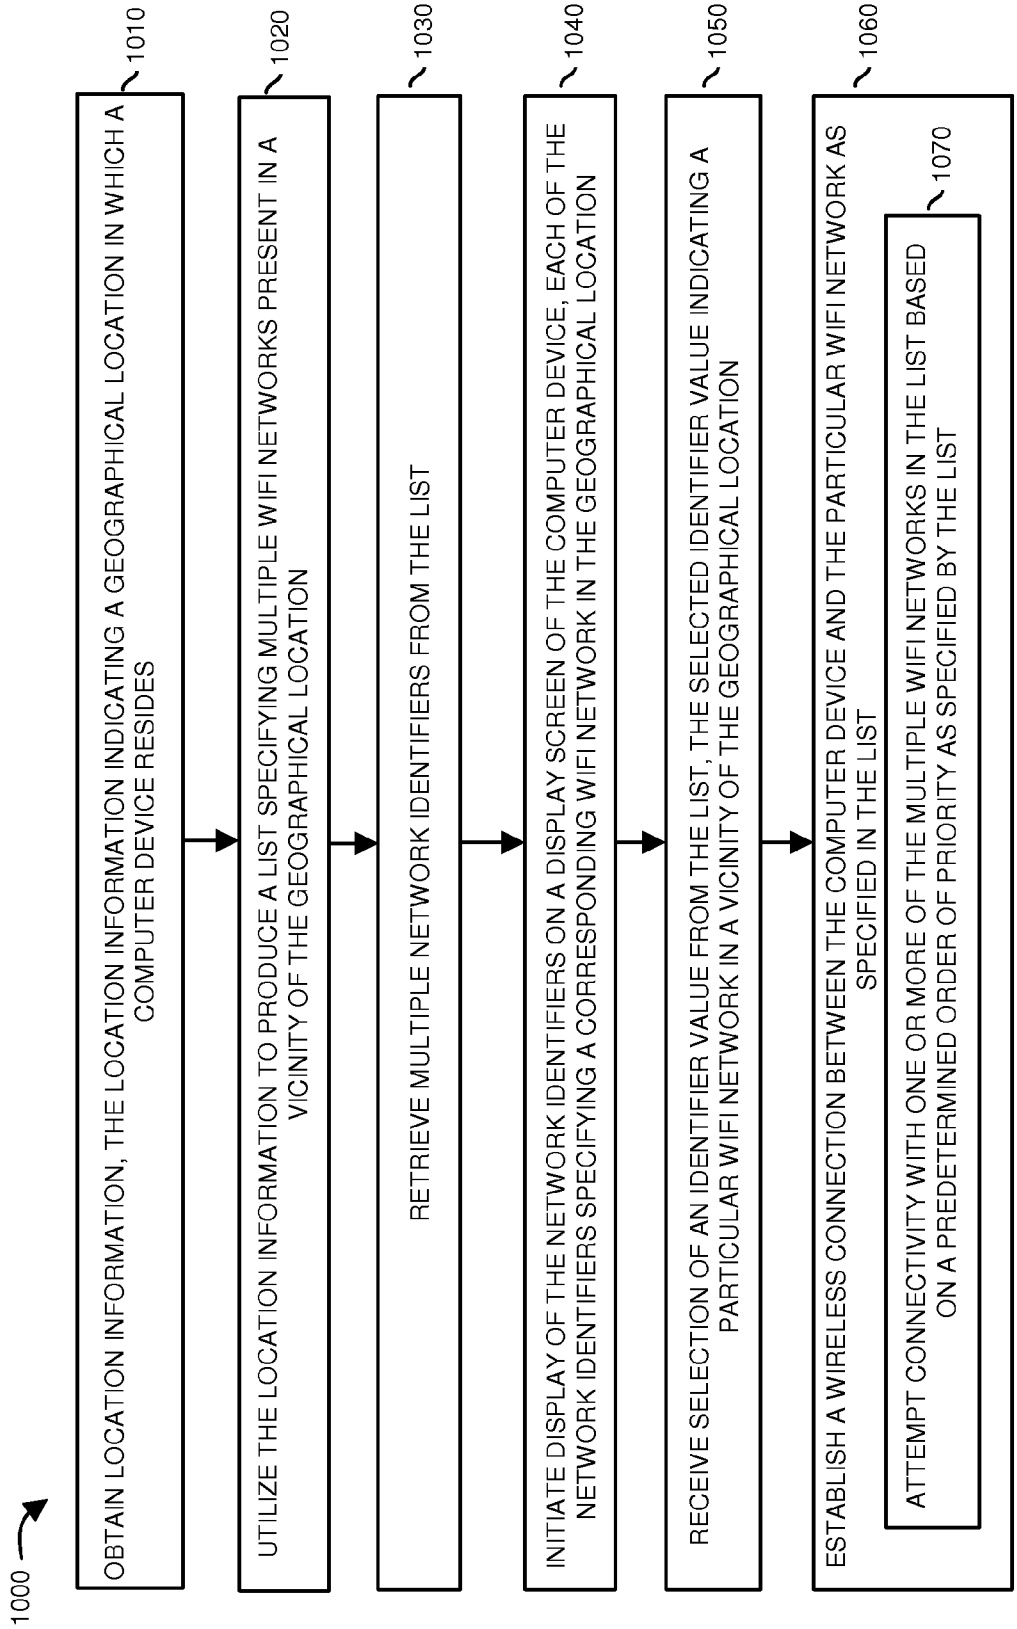 1000
OBTAIN LOCATION INFORMATION, THE LOCATION INFORMATION INDICATING A GEOGRAPHICAL LOCATION IN WHICH A
COMPUTER DEVICE RESIDES
1010
UTILIZE THE LOCATION INFORMATION TO PRODUCE A LIST SPECIFYING MULTIPLE WIFI NETWORKS PRESENT IN A
VICINITY OF THE GEOGRAPHICAL LOCATION
1020
RETRIEVE MULTIPLE NETWORK IDENTIFIERS FROM THE LIST
1030
INITIATE DISPLAY OF THE NETWORK IDENTIFIERS ON A DISPLAY SCREEN OF THE COMPUTER DEVICE, EACH OF THE
NETWORK IDENTIFIERS SPECIFYING A CORRESPONDING WIFI NETWORK IN THE GEOGRAPHICAL LOCATION
1040
RECEIVE SELECTION OF AN IDENTIFIER VALUE FROM THE LIST, THE SELECTED IDENTIFIER VALUE INDICATING A
PARTICULAR WIFI NETWORK IN A VICINITY OF THE GEOGRAPHICAL LOCATION
1050
ESTABLISH A WIRELESS CONNECTION BETWEEN THE COMPUTER DEVICE AND THE PARTICULAR WIFI NETWORK AS
SPECIFIED IN THE LIST
1060
ATTEMPT CONNECTIVITY WITH ONE OR MORE OF THE MULTIPLE WIFI NETWORKS IN THE LIST BASED
ON A PREDETERMINED ORDER OF PRIORITY AS SPECIFIED BY THE LIST
1070